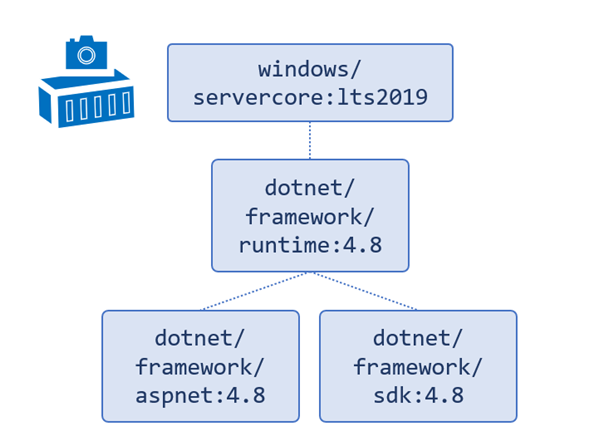 windows/
servercore:lts2019
dotnet/
framework/
runtime:4.8
dotnet/
framework/
aspnet:4.8
dotnet/
framework/
sdk:4.8